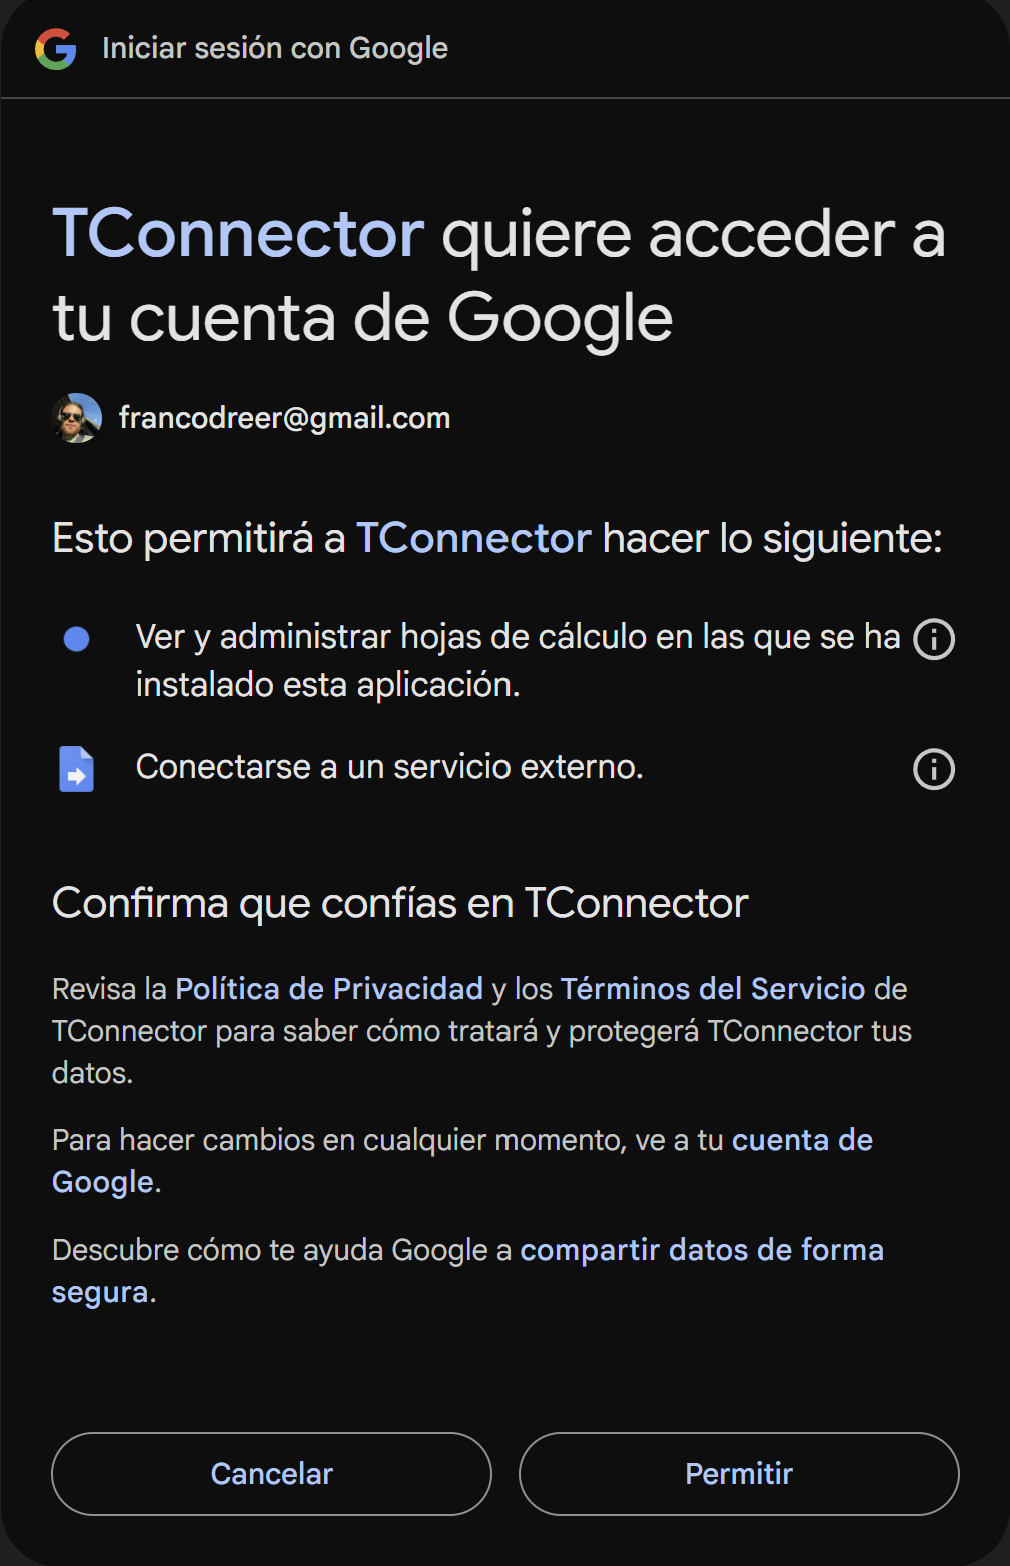 Iniciar sesión con Google
TConnector quiere acceder a
tu cuenta de Google
francodreer@gmail.com
Esto permitirá a TConnector hacer lo siguiente:
Ver y administrar hojas de cálculo en las que se ha
instalado esta aplicación.
Conectarse a un servicio externo.
Confirma que confías en TConnector
Revisa la Política de Privacidad y los Términos del Servicio de
TConnector para saber cómo tratará y protegerá TConnector tus
datos.
Para hacer cambios en cualquier momento, ve a tu cuenta de
Google.
Descubre cómo te ayuda Google a compartir datos de forma
segura.
Cancelar
Permitir